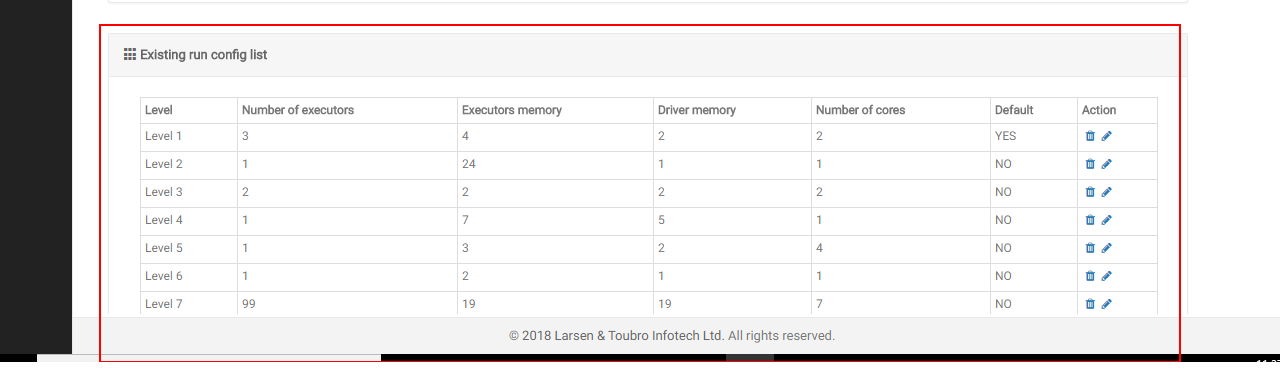 Existing run config list
Level Number of executors Executors memory Driver memory Number of cores Default Action
Level 1 3 4 2 2 YES
Level 2 1 24 1 1 NO
Level 3 2 2 2 2 NO
Level 4 1 7 5 1 NO
Level 5 1 3 2 4 NO
Level 6 1 2 1 1 NO
Level 7 99 19 19 7 NO
© 2018 Larsen & Toubro Infotech Ltd. All rights reserved.